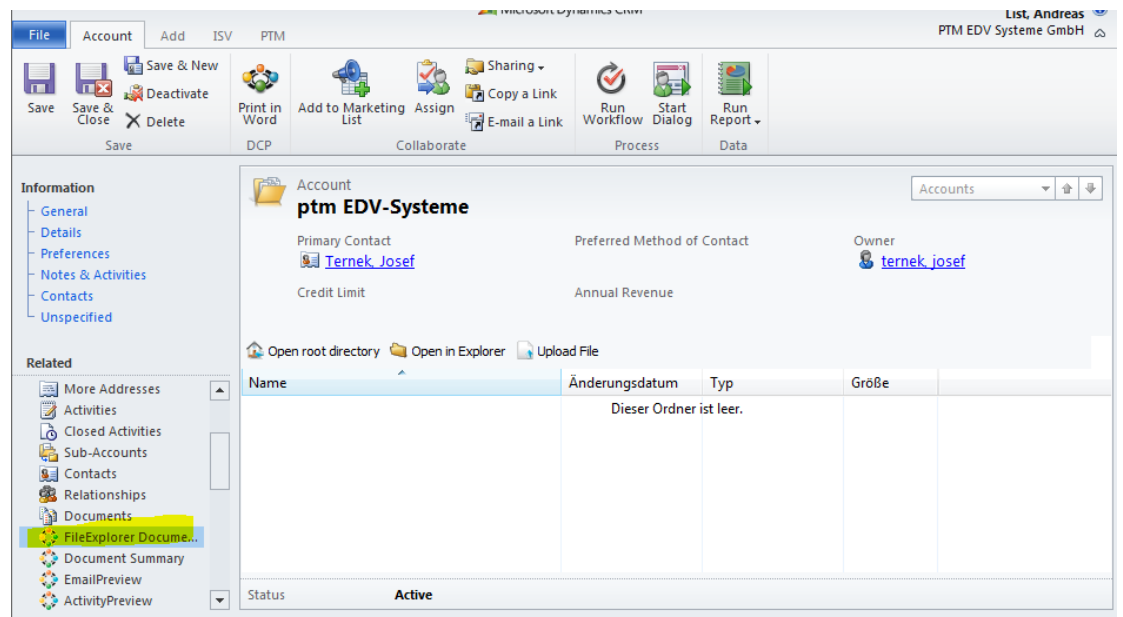 Microsoft Dynamics CRM
List, Andreas
PTM EDV Systeme GmbH
File Account Add ISV PTM
Save
Save & Close
Save & New
Deactivate
Delete
Print in Word
Add to Marketing List
Assign
Sharing
Copy a Link
E-mail a Link
Run Workflow
Start Dialog
Run Report
Save DCP Collaborate Process Data
Information
General
Details
Preferences
Notes & Activities
Contacts
Unspecified
Related
More Addresses
Activities
Closed Activities
Sub-Accounts
Contacts
Relationships
Documents
FileExplorer Docume...
Document Summary
EmailPreview
ActivityPreview
Account
ptm EDV-Systeme
Accounts
Primary Contact Preferred Method of Contact Owner
Ternek, Josef ternek, josef
Credit Limit Annual Revenue
Open root directory Open in Explorer Upload File
Name Änderungsdatum Typ Größe
Dieser Ordner ist leer.
Status Active